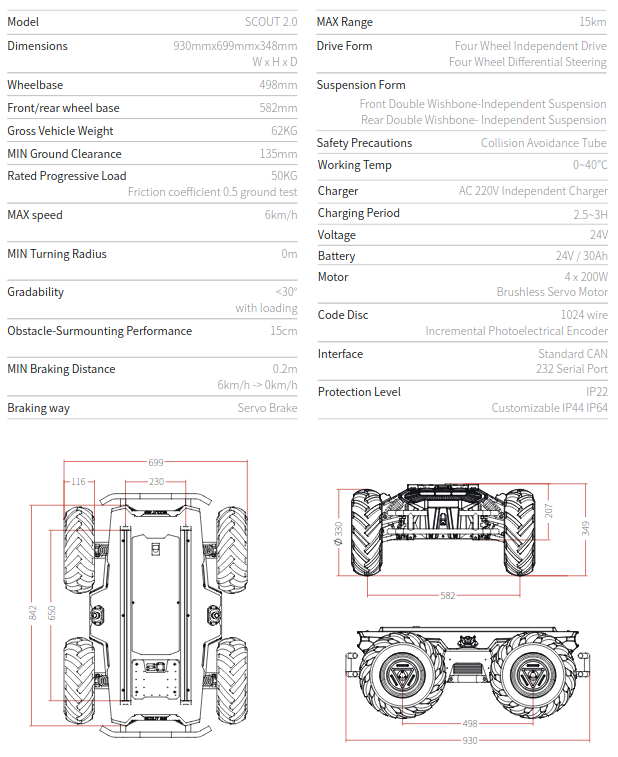 Model SCOUT 2.0
Dimensions 930mmx699mmx348mm
W x H x D
Wheelbase 498mm
Front/rear wheel base 582mm
Gross Vehicle Weight 62KG
MIN Ground Clearance 135mm
Rated Progressive Load 50KG
Friction coefficient 0.5 ground test
MAX speed 6km/h
MIN Turning Radius 0m
Gradability <30°
with loading
Obstacle-Surmounting Performance 15cm
MIN Braking Distance 0.2m
6km/h -> 0km/h
Braking way Servo Brake
MAX Range 15km
Drive Form Four Wheel Independent Drive
Four Wheel Differential Steering
Suspension Form
Front Double Wishbone-Independent Suspension
Rear Double Wishbone- Independent Suspension
Safety Precautions Collision Avoidance Tube
Working Temp 0~40°C
Charger AC 220V Independent Charger
Charging Period 2.5~3H
Voltage 24V
Battery 24V / 30Ah
Motor 4 x 200W
Brushless Servo Motor
Code Disc 1024 wire
Incremental Photoelectrical Encoder
Interface Standard CAN
232 Serial Port
Protection Level IP22
Customizable IP44 IP64
699
116
230
842
650
Ø 330
207
349
582
498
930